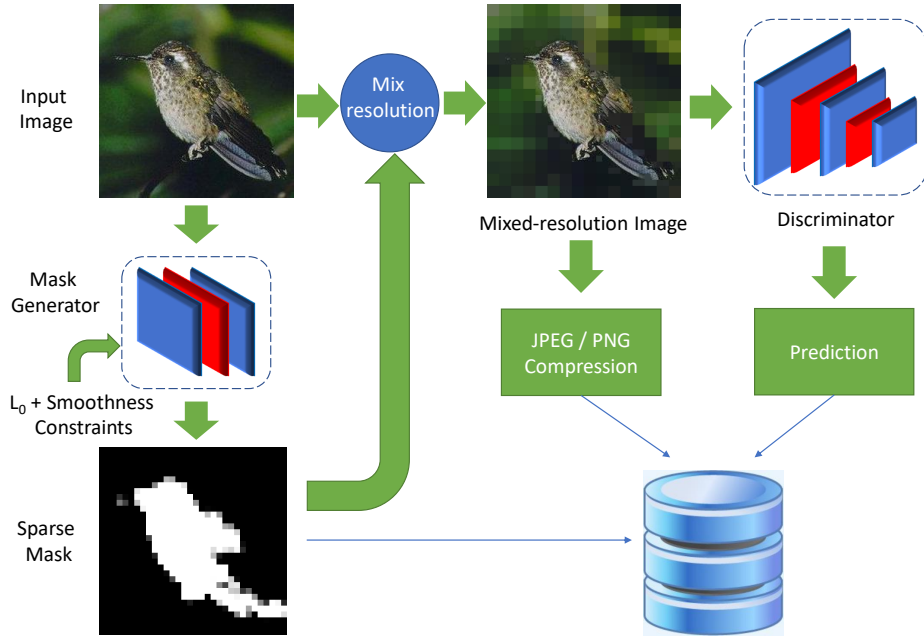 Input
Image
Mix
resolution
Mixed-resolution Image
Discriminator
Mask
Generator
JPEG / PNG
Compression
Prediction
L₀ + Smoothness
Constraints
Sparse
Mask